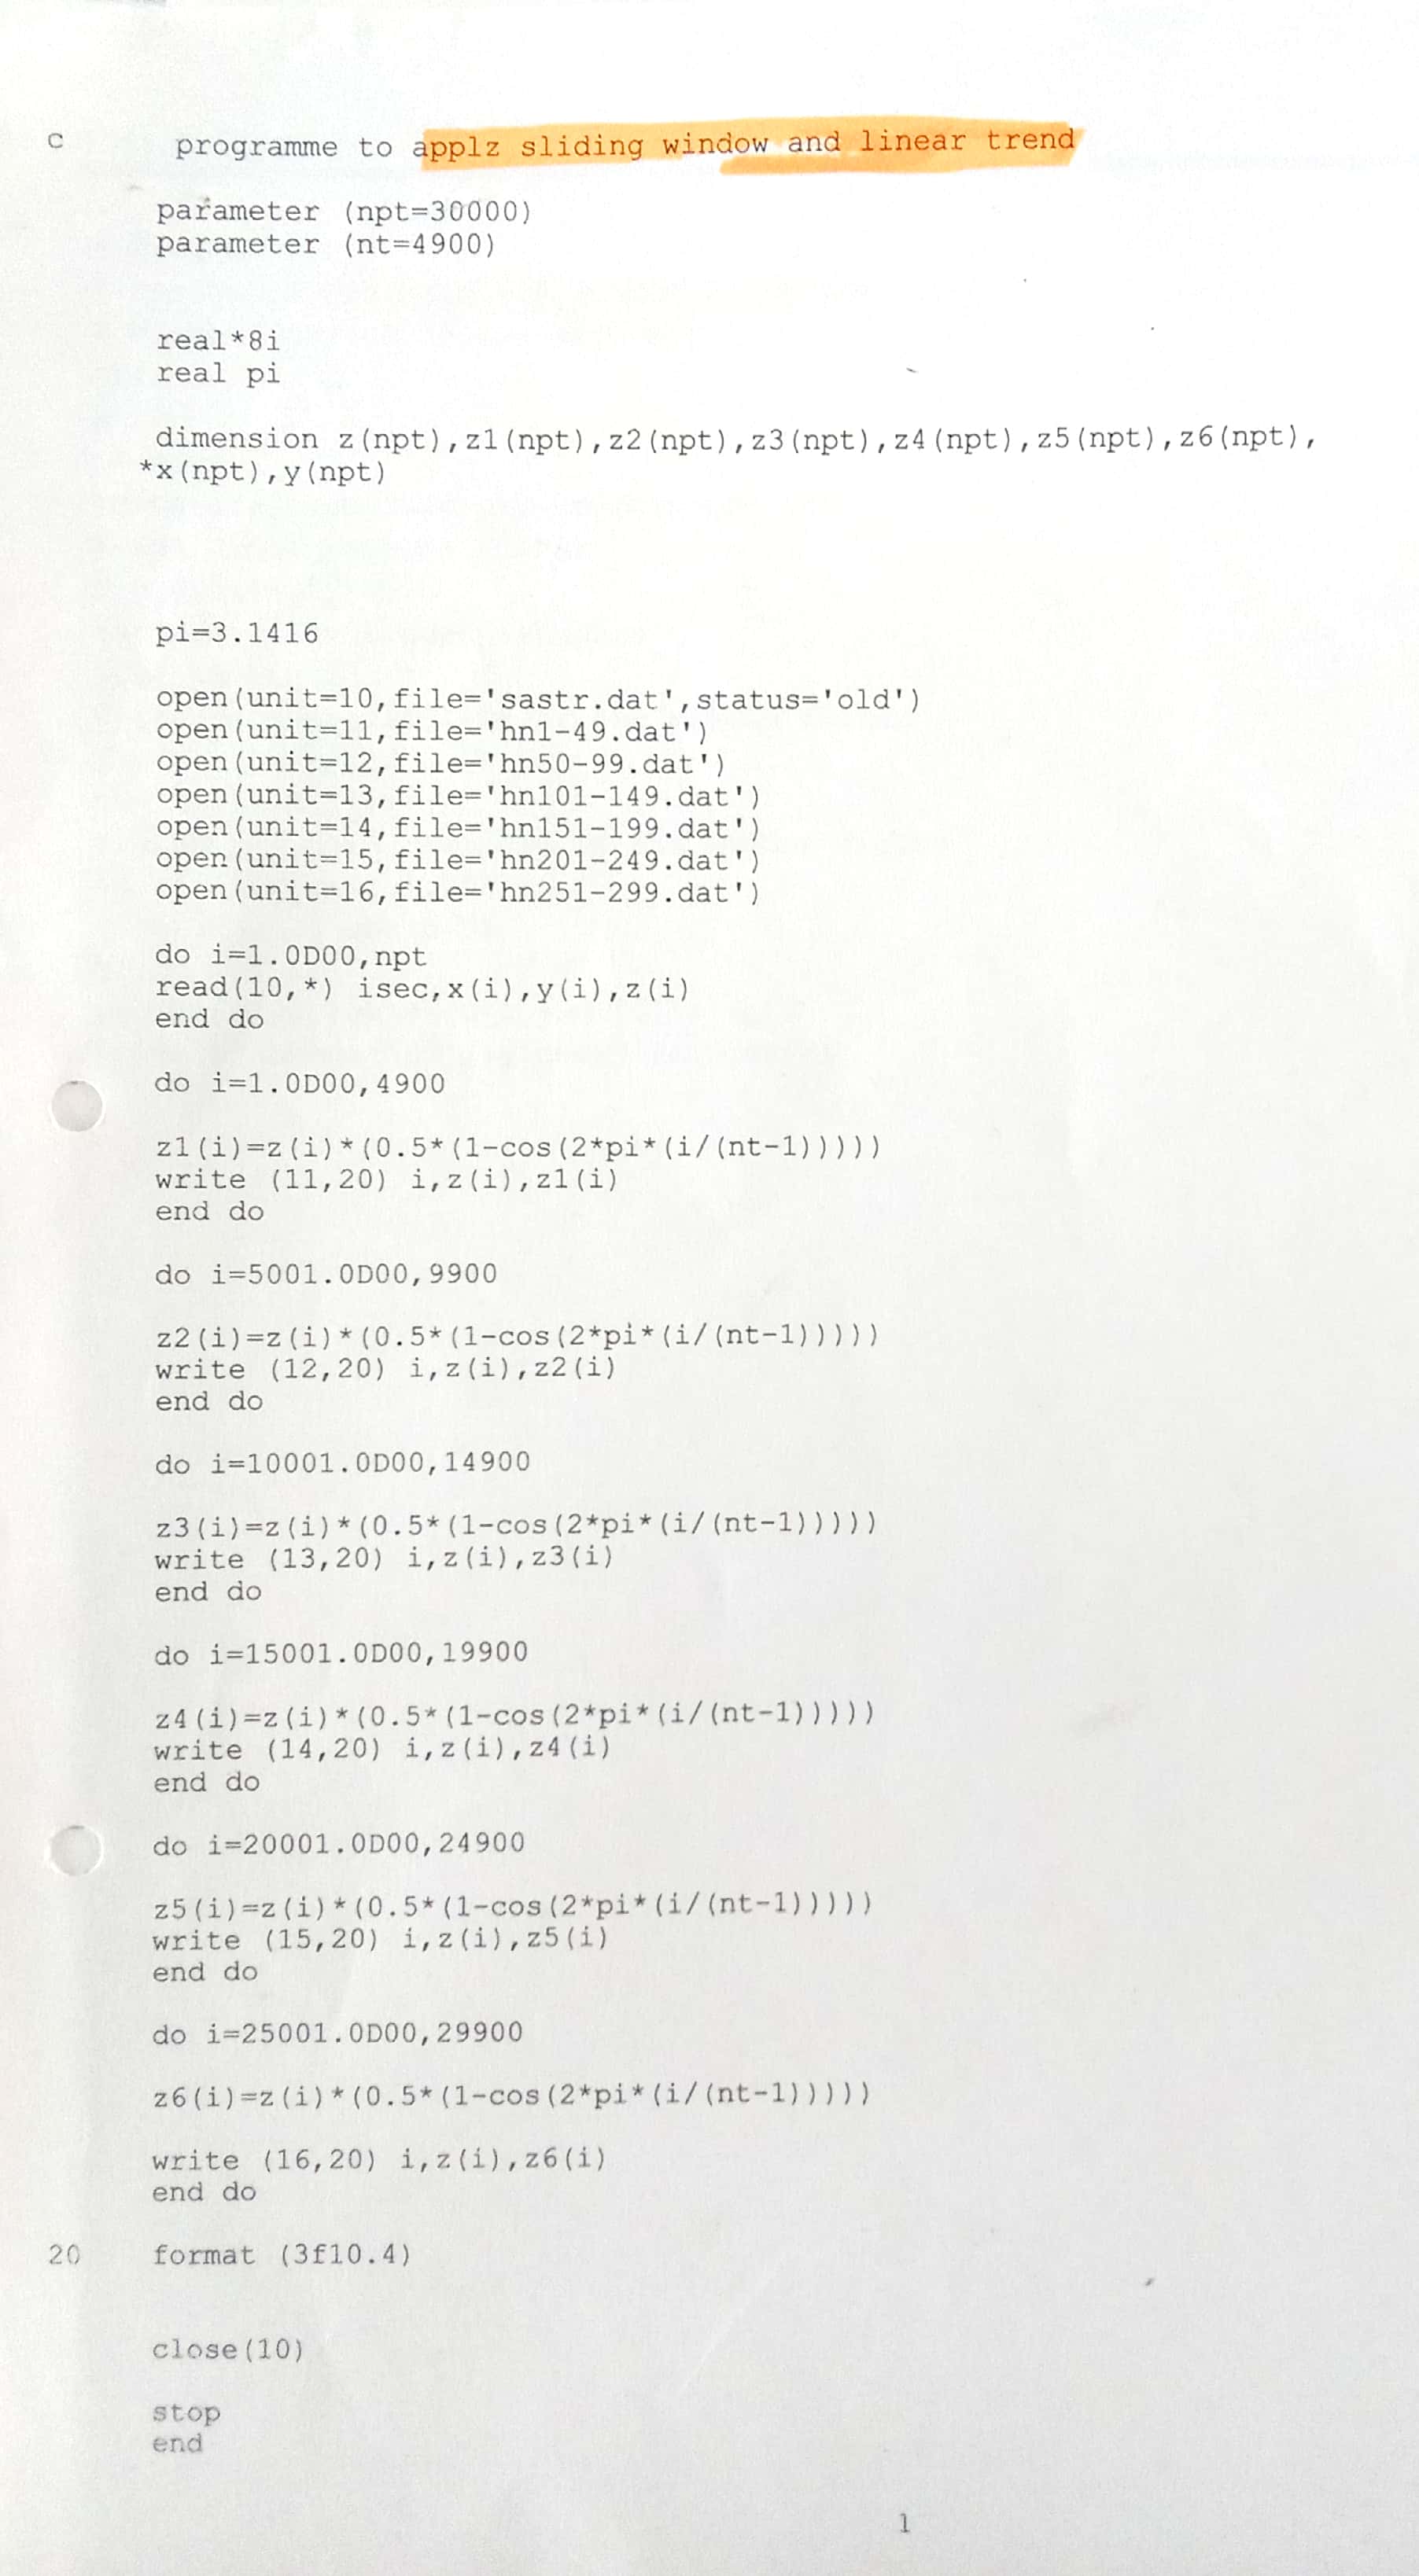 c programme to applz sliding window and linear trend
parameter (npt=30000)
parameter (nt=4900)
real*8i
real pi
dimension z(npt),z1(npt),z2(npt),z3(npt),z4(npt),z5(npt),z6(npt),
*x(npt),y(npt)
pi=3.1416
open(unit=10,file='sastr.dat',status='old')
open(unit=11,file='hn1-49.dat')
open(unit=12,file='hn50-99.dat')
open(unit=13,file='hn101-149.dat')
open(unit=14,file='hn151-199.dat')
open(unit=15,file='hn201-249.dat')
open(unit=16,file='hn251-299.dat')
do i=1.0D00,npt
read(10,*) isec,x(i),y(i),z(i)
end do
do i=1.0D00,4900
z1(i)=z(i)*(0.5*(1-cos(2*pi*(i/(nt-1)))))
write (11,20) i,z(i),z1(i)
end do
do i=5001.0D00,9900
z2(i)=z(i)*(0.5*(1-cos(2*pi*(i/(nt-1)))))
write (12,20) i,z(i),z2(i)
end do
do i=10001.0D00,14900
z3(i)=z(i)*(0.5*(1-cos(2*pi*(i/(nt-1)))))
write (13,20) i,z(i),z3(i)
end do
do i=15001.0D00,19900
z4(i)=z(i)*(0.5*(1-cos(2*pi*(i/(nt-1)))))
write (14,20) i,z(i),z4(i)
end do
do i=20001.0D00,24900
z5(i)=z(i)*(0.5*(1-cos(2*pi*(i/(nt-1)))))
write (15,20) i,z(i),z5(i)
end do
do i=25001.0D00,29900
z6(i)=z(i)*(0.5*(1-cos(2*pi*(i/(nt-1)))))
write (16,20) i,z(i),z6(i)
end do
20 format (3f10.4)
close(10)
stop
end
1